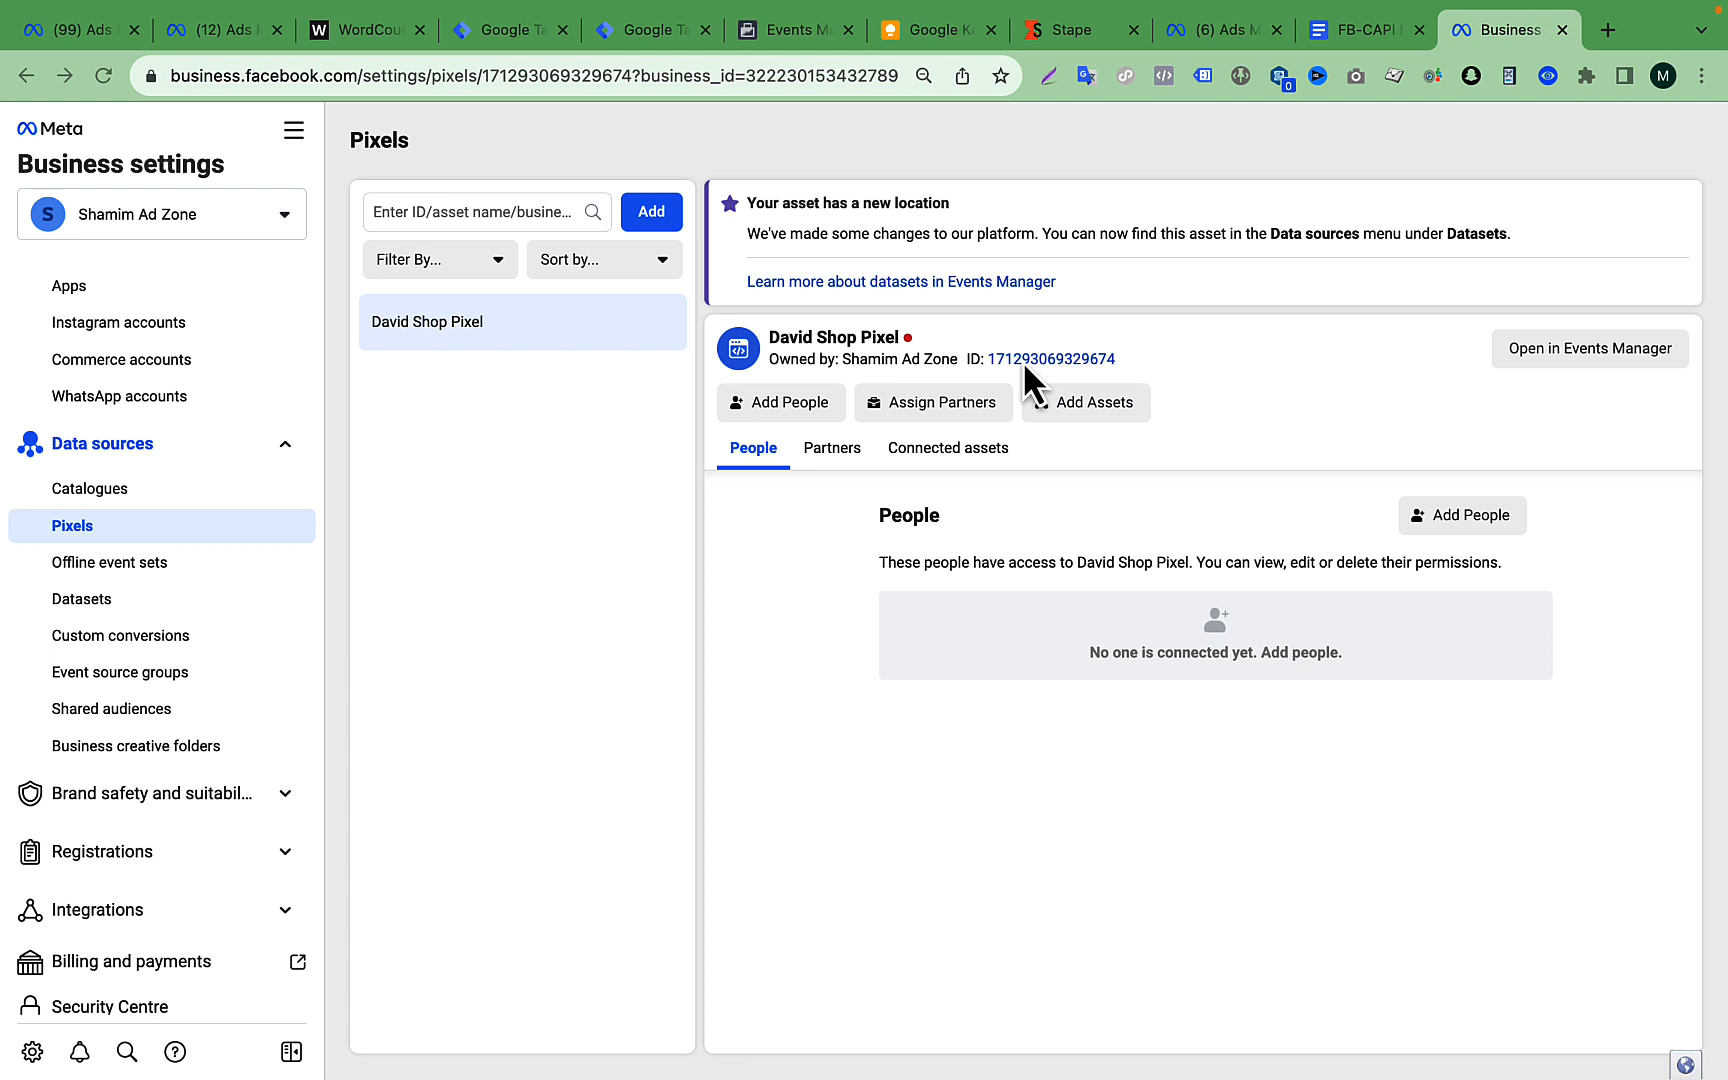 (99) Ads
(12) Ads M
WordCou
Google Ta
Google Ta
Events Ma
Google Ke
Stape
(6) Ads M
FB-CAPI
Business
business.facebook.com/settings/pixels/171293069329674?business_id=322230153432789
0
M
Meta
Business settings
S
Shamim Ad Zone
Apps
Instagram accounts
Commerce accounts
WhatsApp accounts
Data sources
Catalogues
Pixels
Offline event sets
Datasets
Custom conversions
Event source groups
Shared audiences
Business creative folders
Brand safety and suitabil...
Registrations
Integrations
Billing and payments
Security Centre
Pixels
Enter ID/asset name/busine...
Add
Filter By...
Sort by...
David Shop Pixel
Your asset has a new location
We've made some changes to our platform. You can now find this asset in the Data sources menu under Datasets.
Learn more about datasets in Events Manager
David Shop Pixel
Owned by: Shamim Ad Zone ID: 171293069329674
Open in Events Manager
Add People
Assign Partners
Add Assets
People
Partners
Connected assets
People
Add People
These people have access to David Shop Pixel. You can view, edit or delete their permissions.
No one is connected yet. Add people.